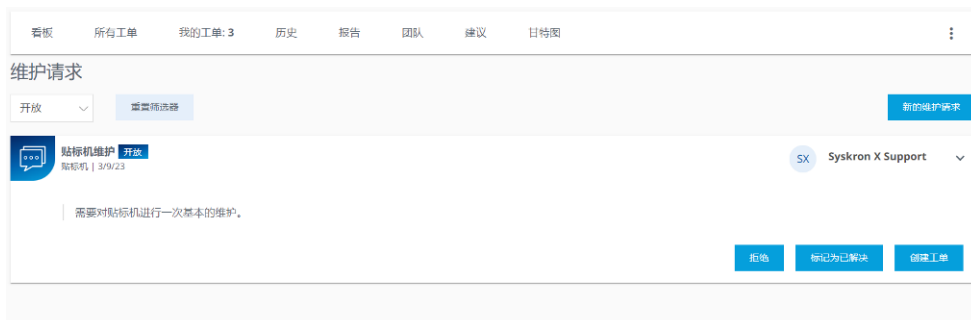 看板 所有工单 我的工单: 3 历史 报告 团队 建议 甘特图
维护请求
开放 重置筛选器 新的维护请求
贴标机维护 开放
贴标机 | 3/9/23
SX Syskron X Support
需要对贴标机进行一次基本的维护。
拒绝 标记为已解决 创建工单